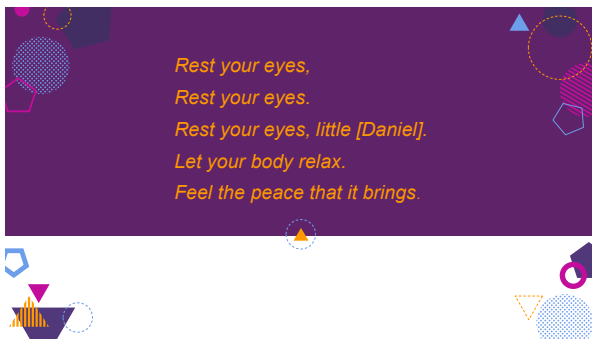 Rest your eyes,
Rest your eyes.
Rest your eyes, little [Daniel].
Let your body relax.
Feel the peace that it brings.